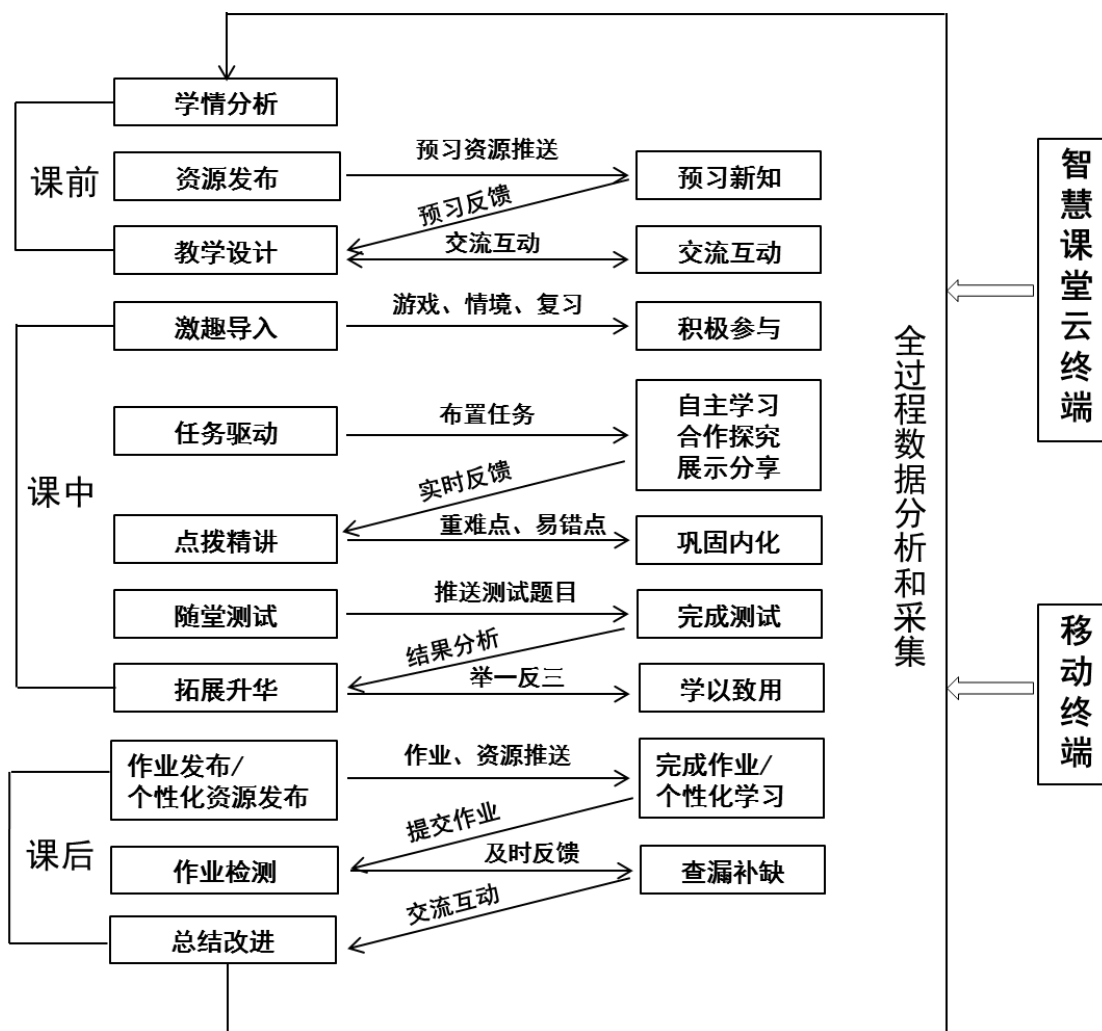 学情分析
课前
资源发布
预习资源推送
预习新知
预习反馈
教学设计
交流互动
交流互动
激趣导入
游戏、情境、复习
积极参与
课中
任务驱动
布置任务
自主学习
合作探究
展示分享
实时反馈
点拨精讲
重难点、易错点
巩固内化
随堂测试
推送测试题目
完成测试
结果分析
拓展升华
举一反三
学以致用
课后
作业发布/
个性化资源发布
作业、资源推送
完成作业/
个性化学习
提交作业
作业检测
及时反馈
查漏补缺
交流互动
总结改进
全过程数据分析和采集
智慧课堂云终端
移动终端